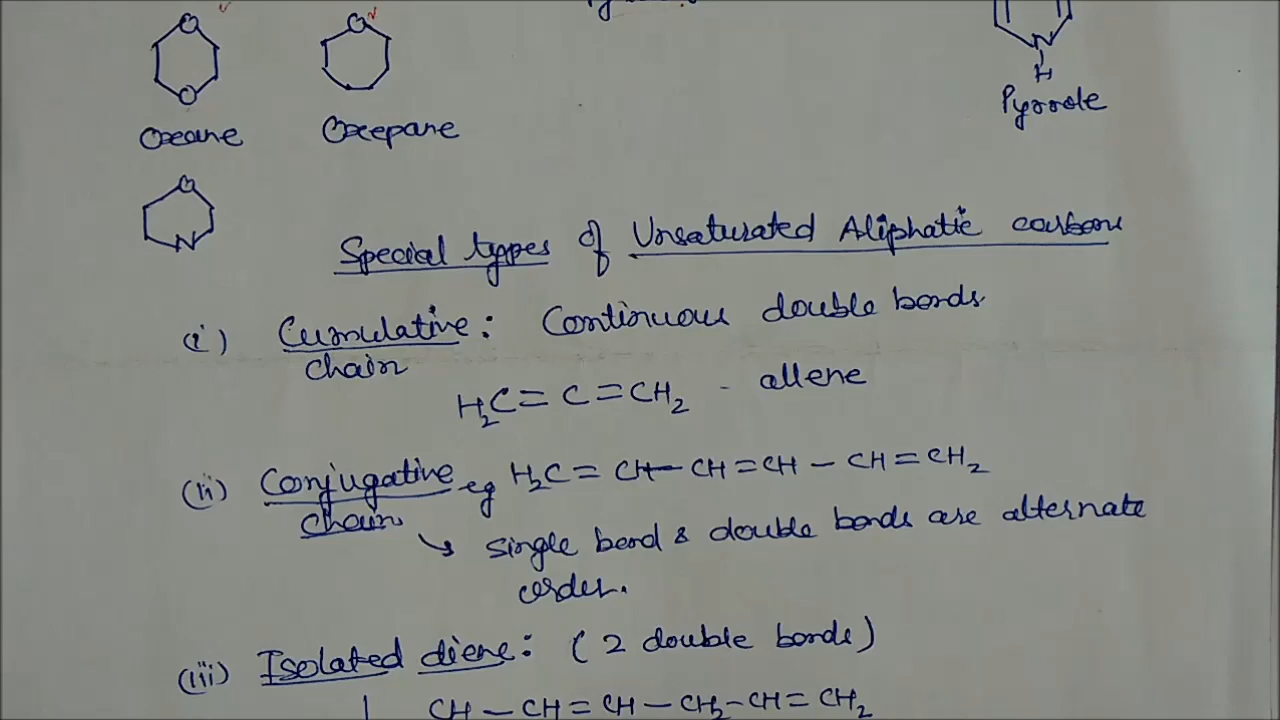 O
O
O
N
H
Oxane
Oxepane
Pyrrole
O
N
Special types of Unsaturated Aliphatic carbons
(i) Cumulative: Continuous double bonds.
chain
H2C=C=CH2 - allene
(ii) Conjugative eg H2C=CH-CH=CH-CH=CH2
chain
↘ single bond & double bonds are alternate
order.
(iii) Isolated diene: (2 double bonds)
CH-CH=CH-CH2-CH=CH2